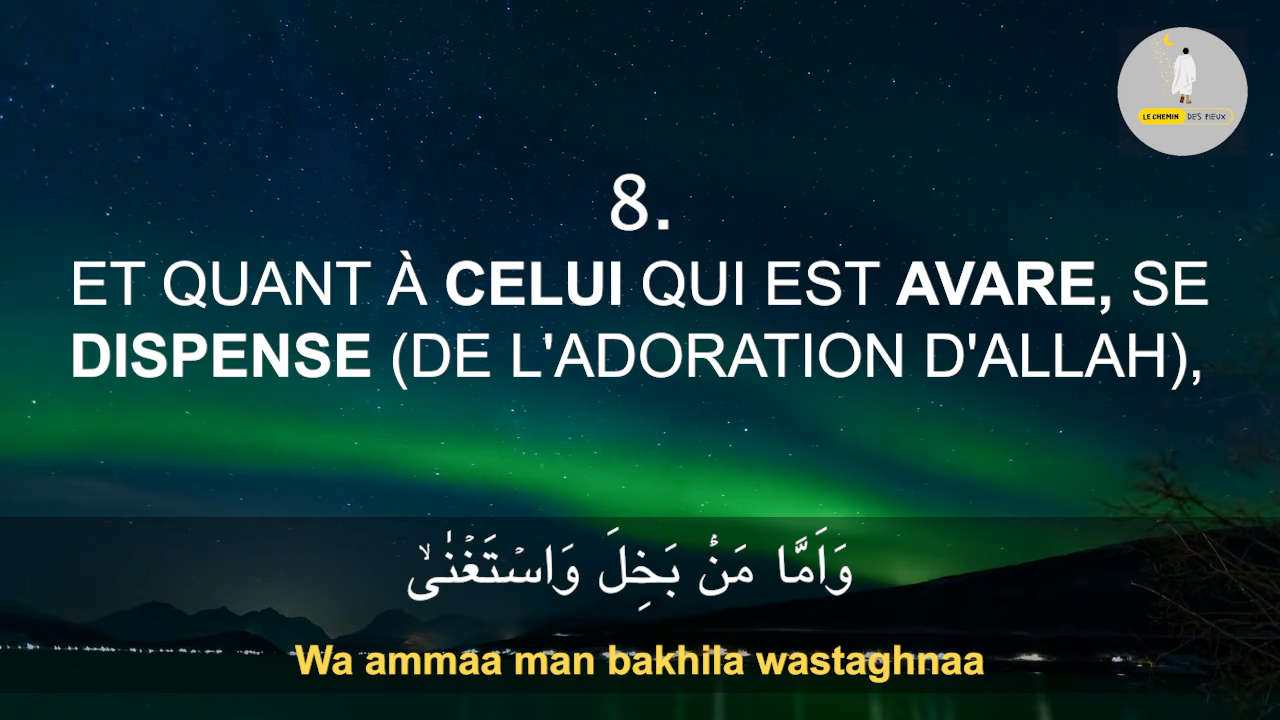 LE CHEMIN DES PIEUX
8.
ET QUANT À CELUI QUI EST AVARE, SE
DISPENSE (DE L'ADORATION D'ALLAH),
وَاَمَّا مَنْۢ بَخِلَ وَاسْتَغْنٰىۙ
Wa ammaa man bakhila wastaghnaa